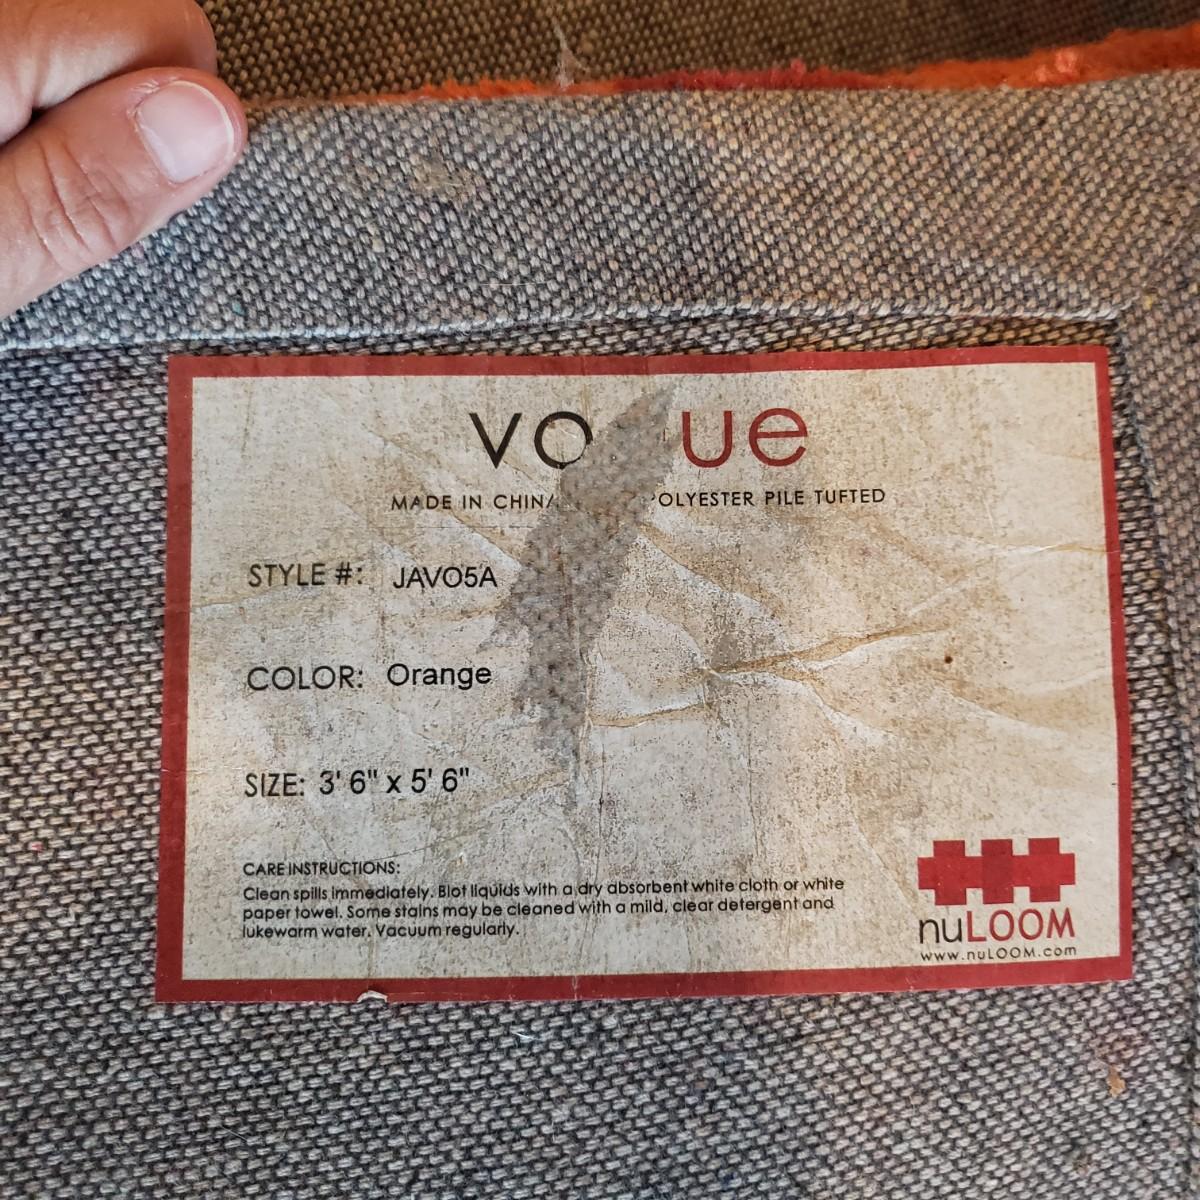 vo ue
MADE IN CHINA OLYESTER PILE TUFTED
STYLE #: JAVO5A
COLOR: Orange
SIZE: 3' 6" x 5' 6"
CARE INSTRUCTIONS:
Clean spills immediately. Blot liquids with a dry absorbent white cloth or white
paper towel. Some stains may be cleaned with a mild, clear detergent and
lukewarm water. Vacuum regularly.
nuLOOM
www.nuLOOM.com